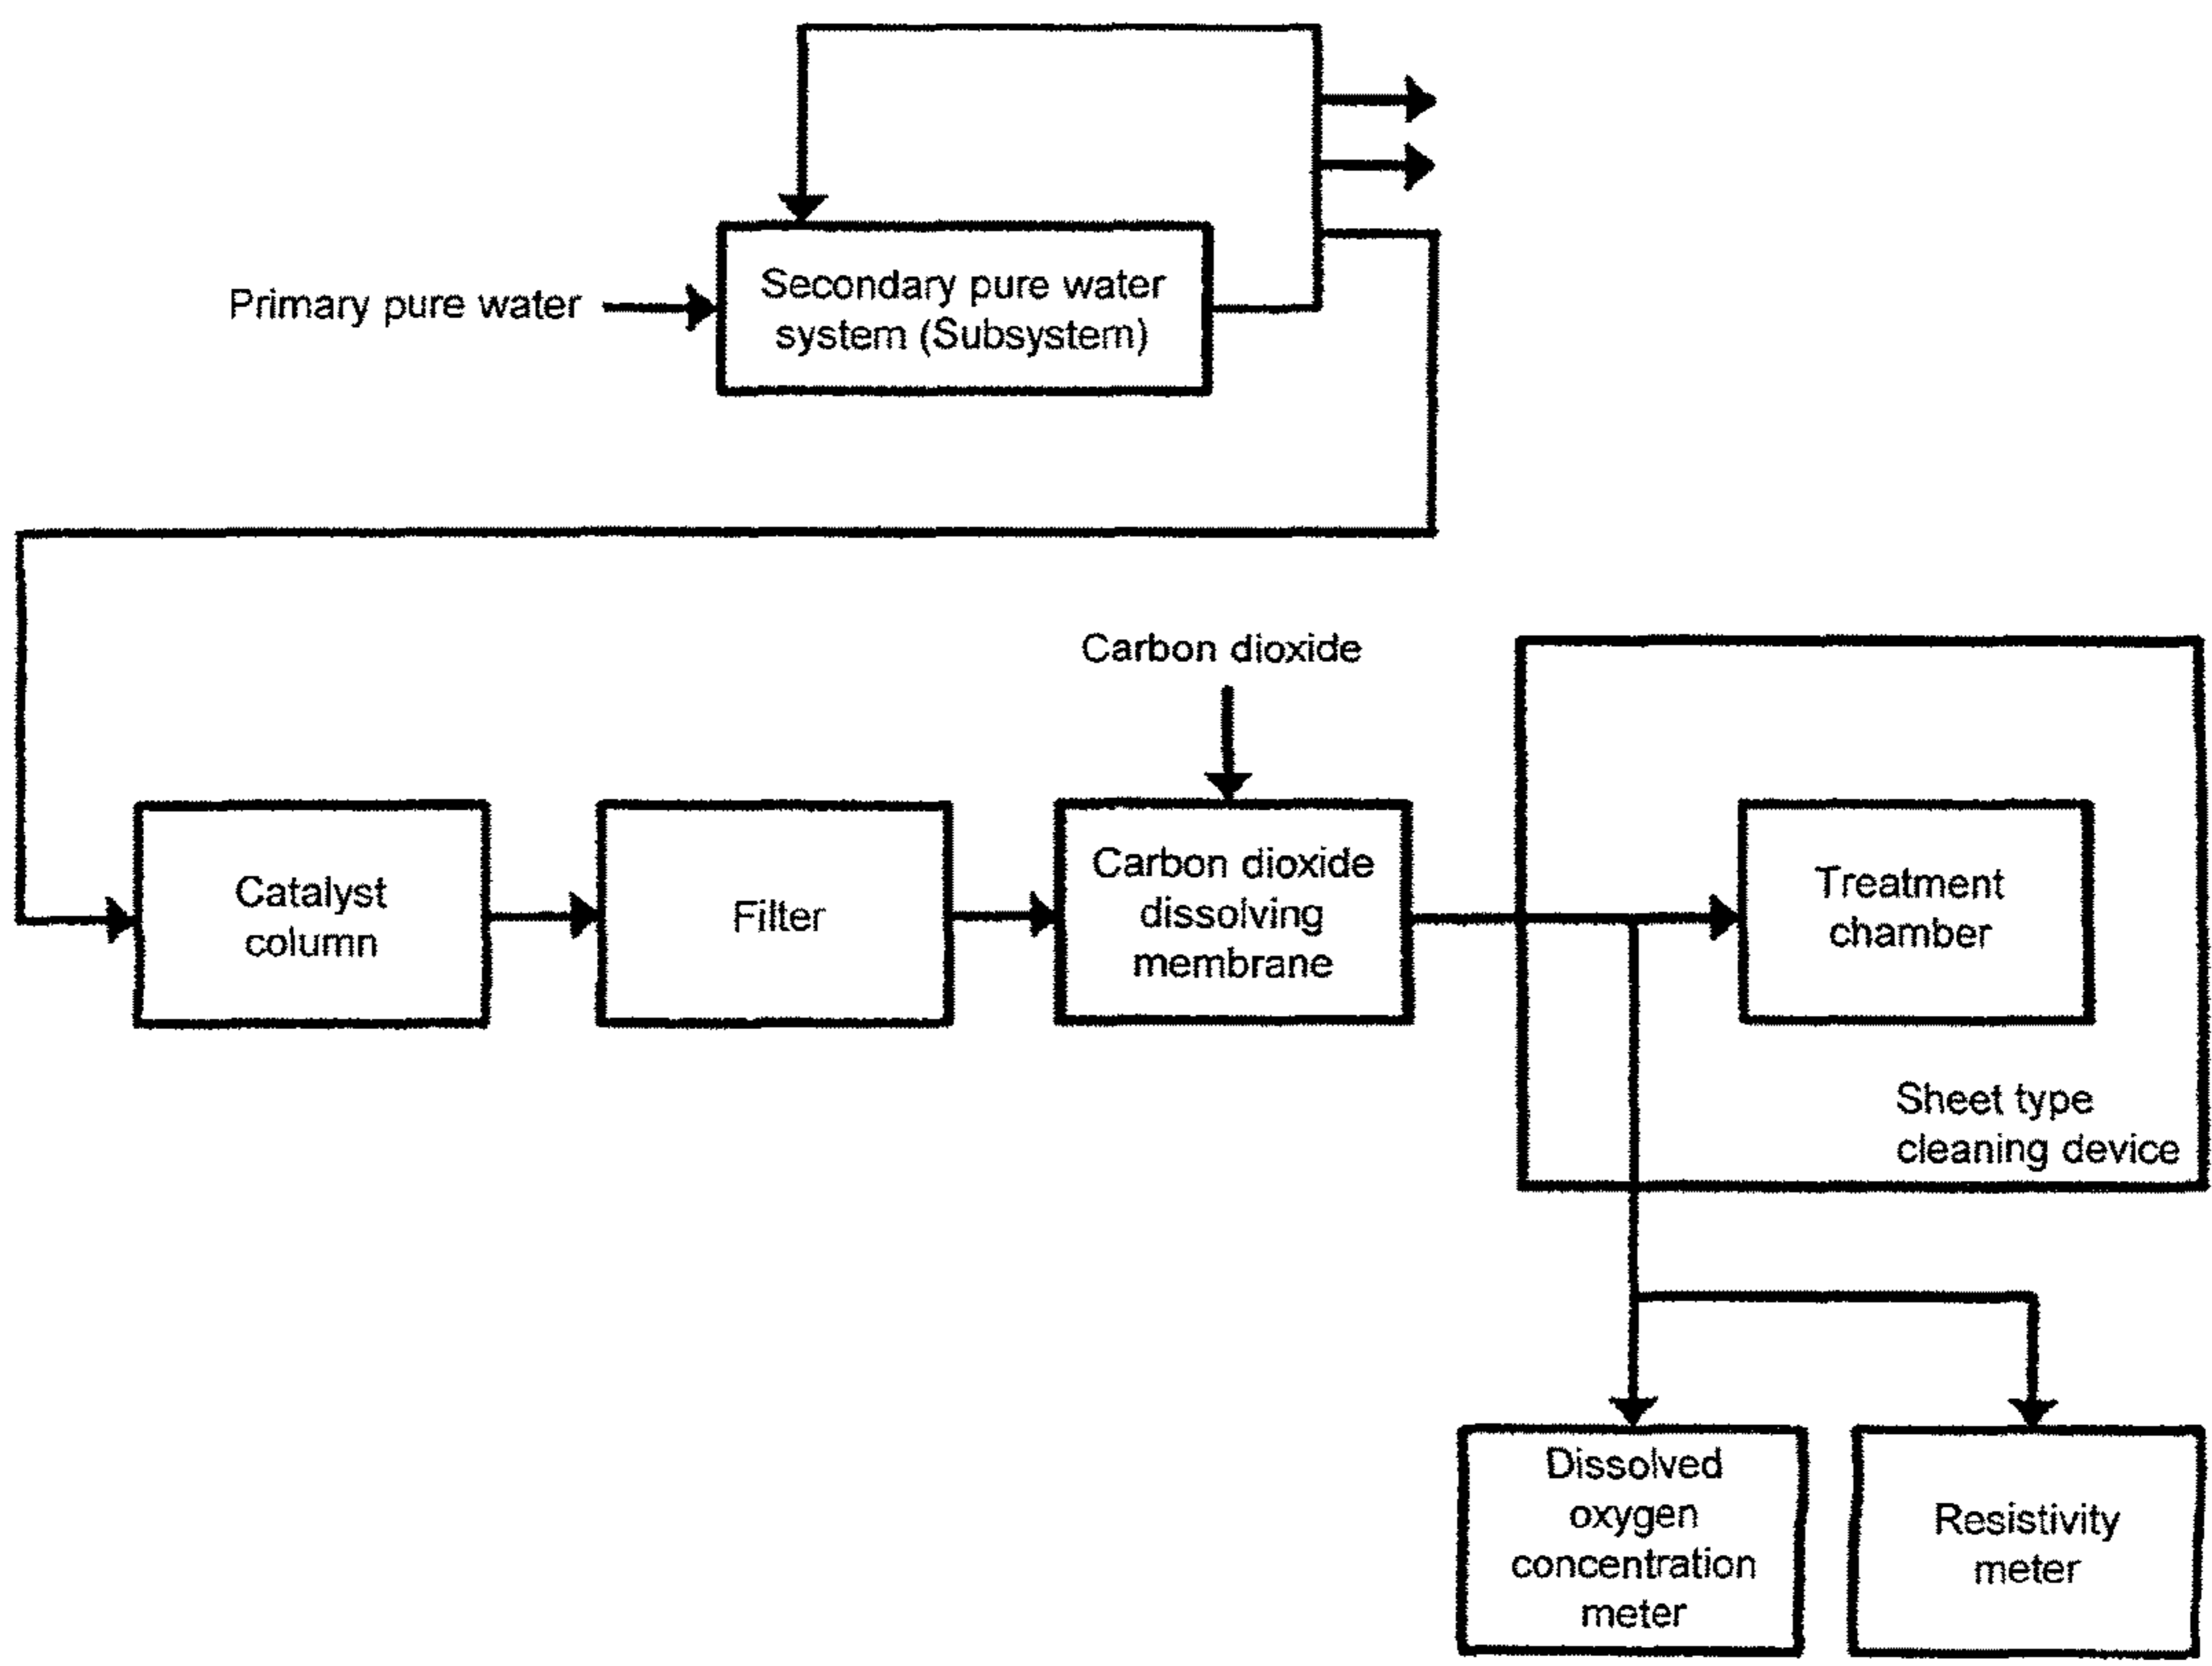 Primary pure water
Secondary pure water
system (Subsystem)
Carbon dioxide
Catalyst
column
Filter
Carbon dioxide
dissolving
membrane
Treatment
chamber
Sheet type
cleaning device
Dissolved
oxygen
concentration
meter
Resistivity
meter